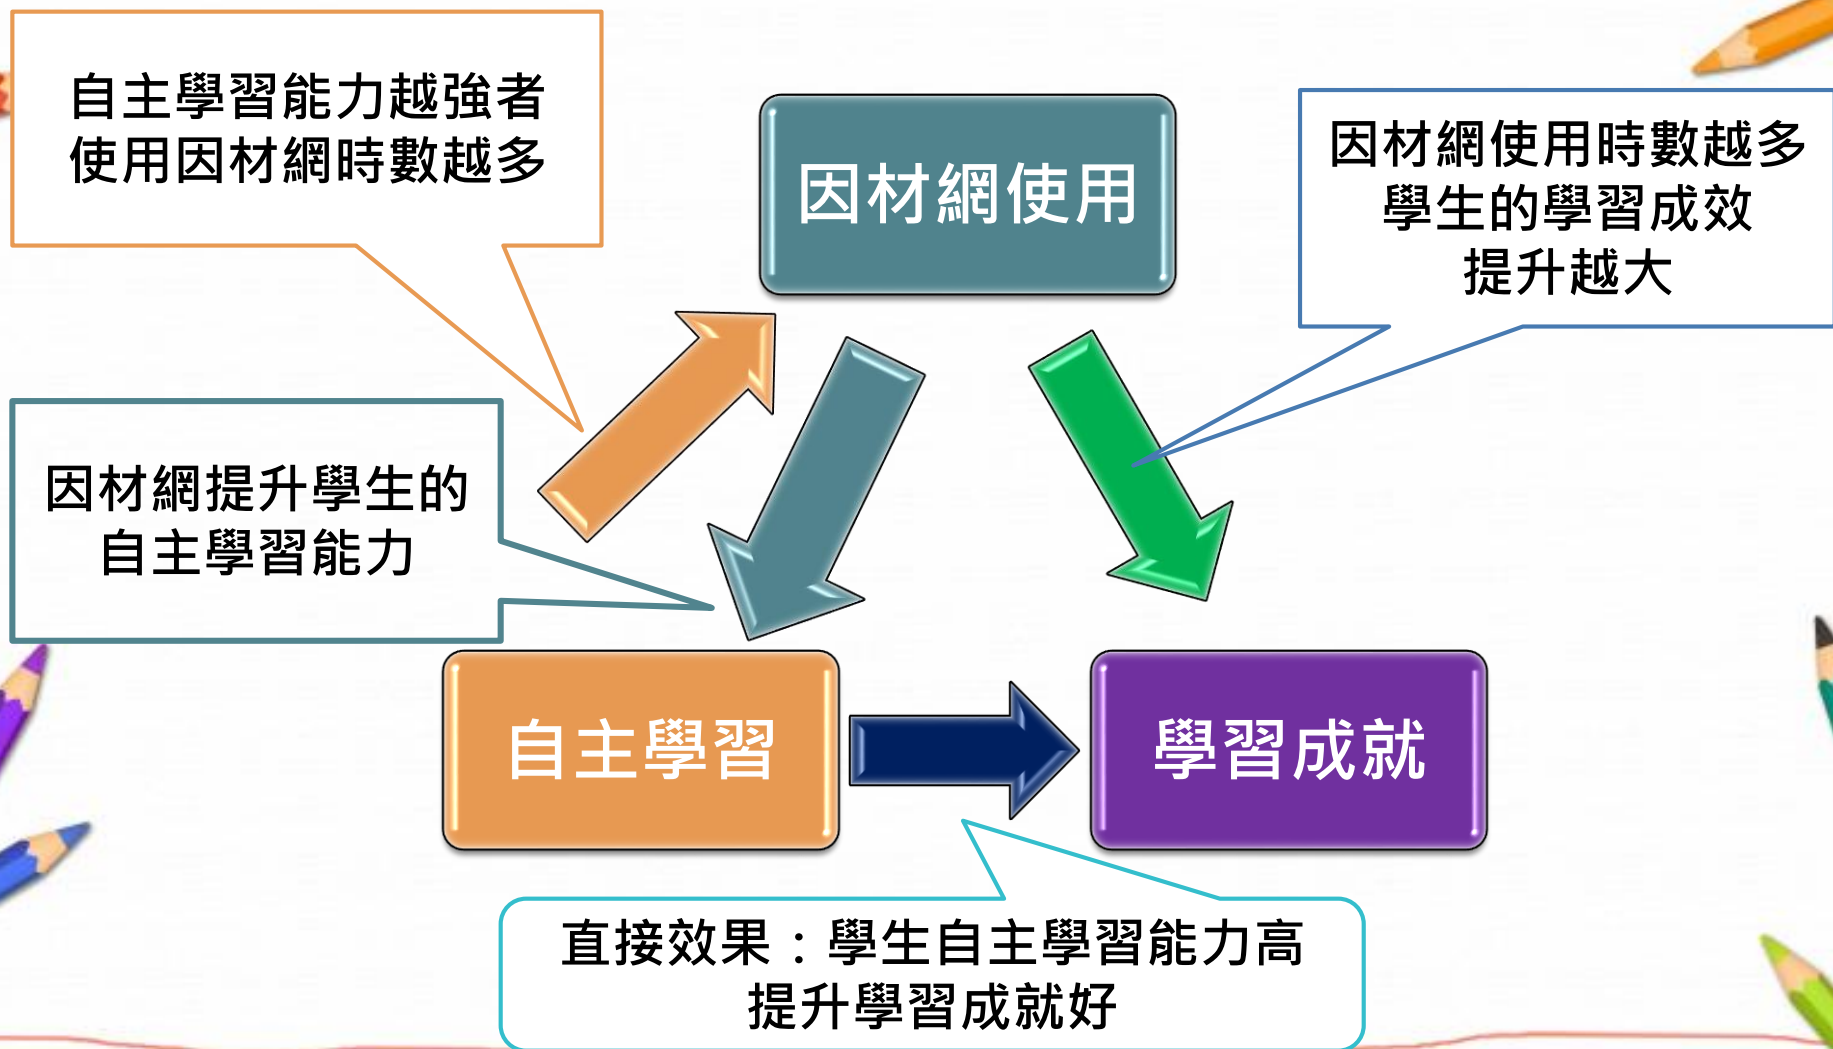 自主學習能力越強者
使用因材網時數越多
因材網使用
因材網使用時數越多
學生的學習成效
提升越大
因材網提升學生的
自主學習能力
自主學習
學習成就
直接效果：學生自主學習能力高
提升學習成就好